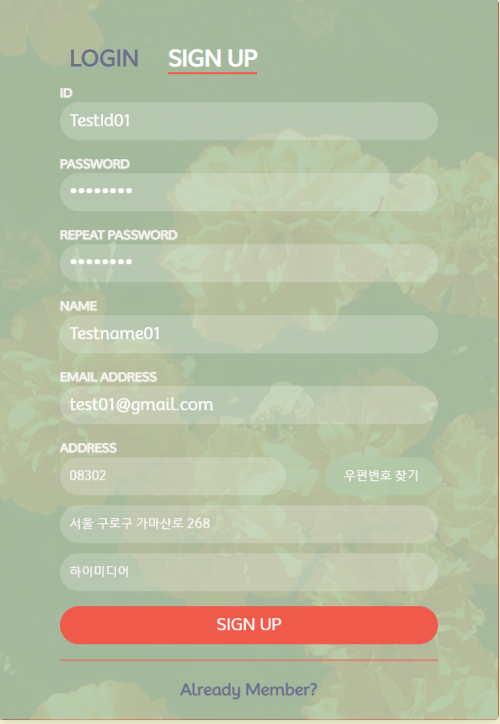 LOGIN SIGN UP
ID
TestId01
PASSWORD
••••••••
REPEAT PASSWORD
••••••••
NAME
Testname01
EMAIL ADDRESS
test01@gmail.com
ADDRESS
08302 우편번호 찾기
서울 구로구 가마산로 268
하이미디어
SIGN UP
Already Member?